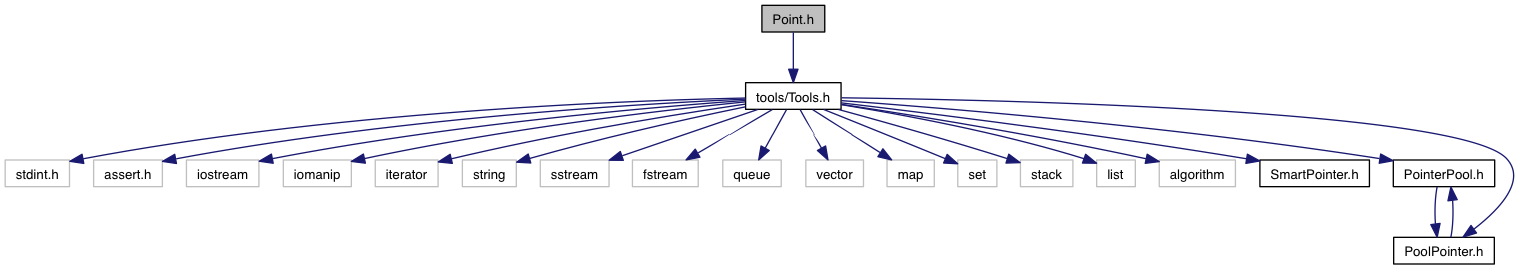 Point.h
tools/Tools.h
stdint.h
assert.h
iostream
iomanip
iterator
string
sstream
fstream
queue
vector
map
set
stack
list
algorithm
SmartPointer.h
PointerPool.h
PoolPointer.h